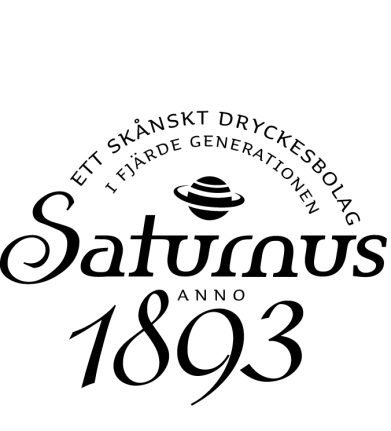 ETT SKÅNSKT DRYCKESBOLAG
I FJÄRDE GENERATIONEN
Saturnus
ANNO
1893